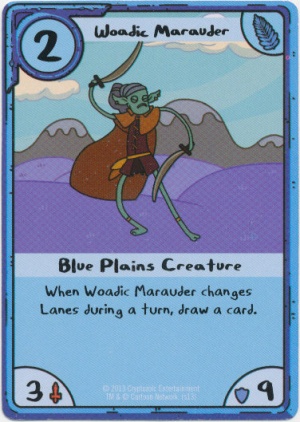 2
Woadic Marauder
Blue Plains Creature
When Woadic Marauder changes
Lanes during a turn, draw a card.
3
© 2013 Cryptozoic Entertainment
TM & © Cartoon Network.
9